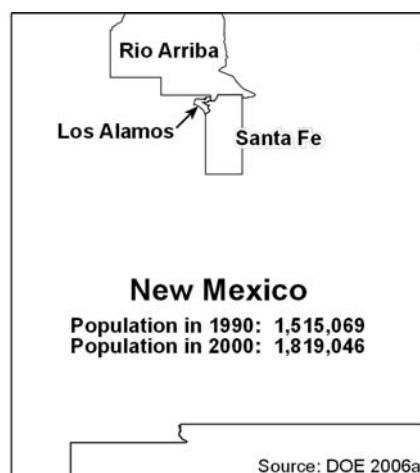 Rio Arriba
Los Alamos
Santa Fe
New Mexico
Population in 1990: 1,515,069
Population in 2000: 1,819,046
Source: DOE 2006a